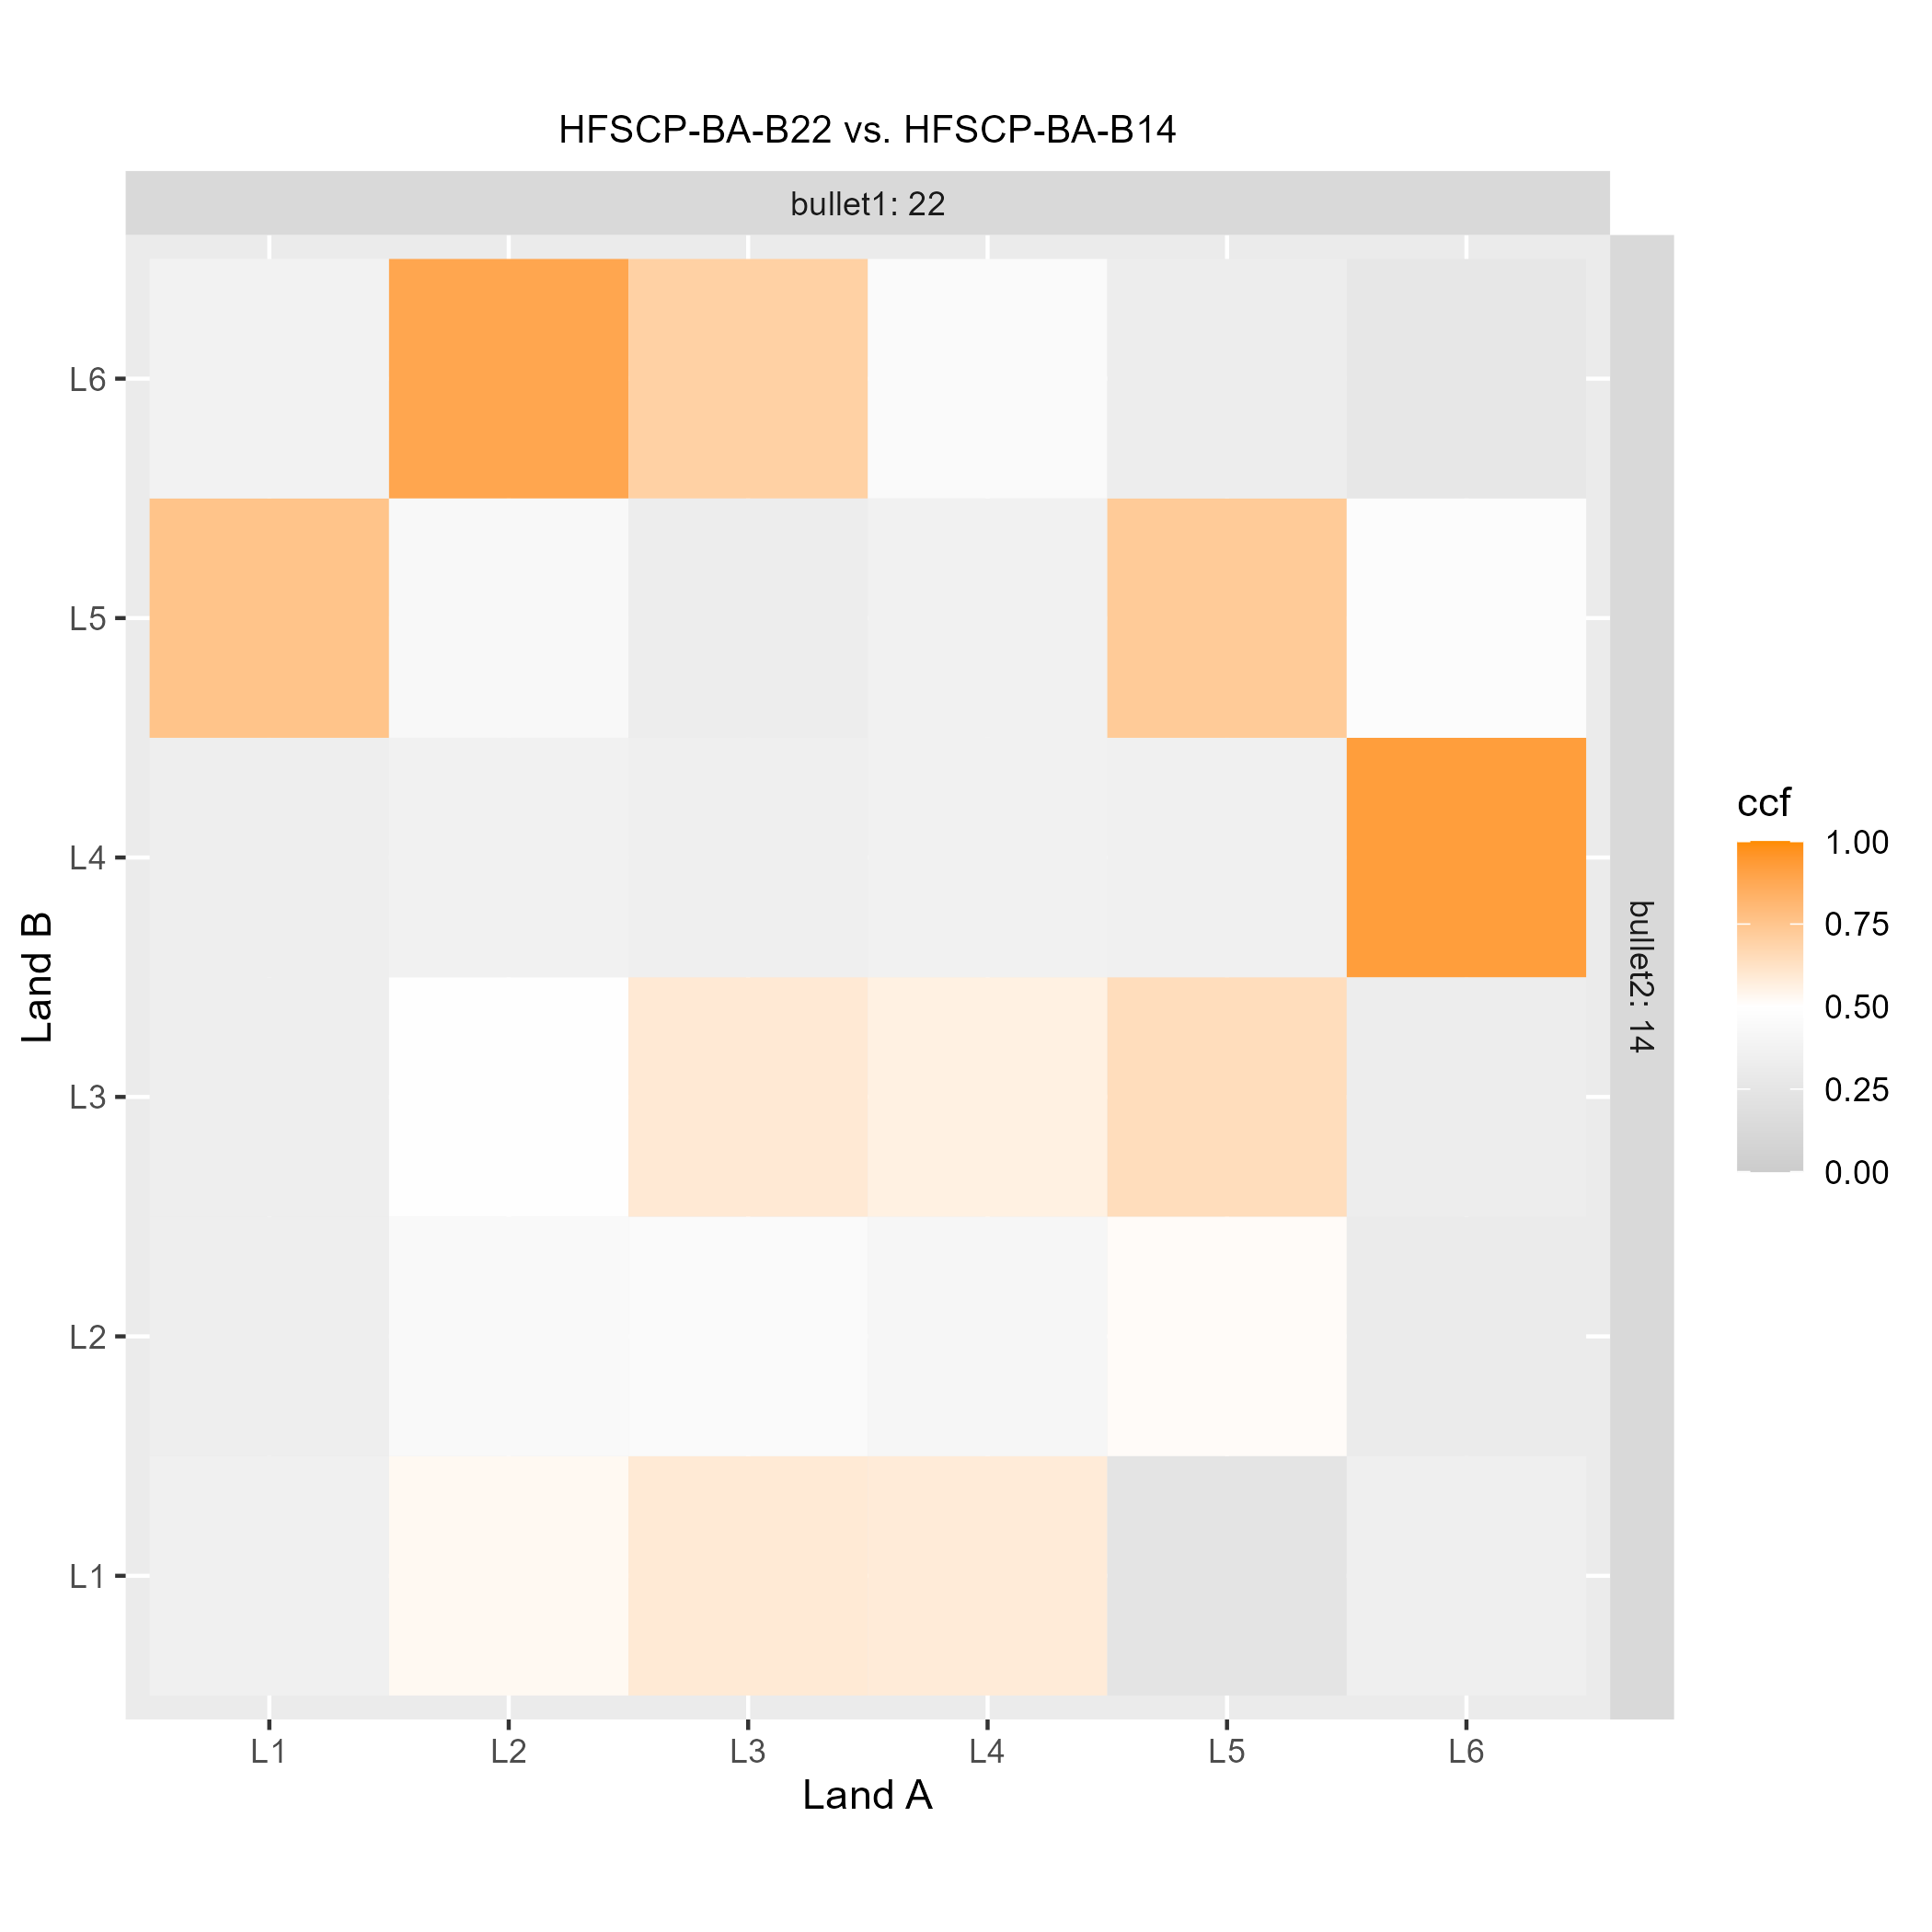 HFSCP-BA-B22 vs. HFSCP-BA-B14
bullet1: 22
L6
L5
L4
L3
L2
L1
Land B
bullet2: 14
L1 L2 L3 L4 L5 L6
Land A
ccf
1.00
0.75
0.50
0.25
0.00